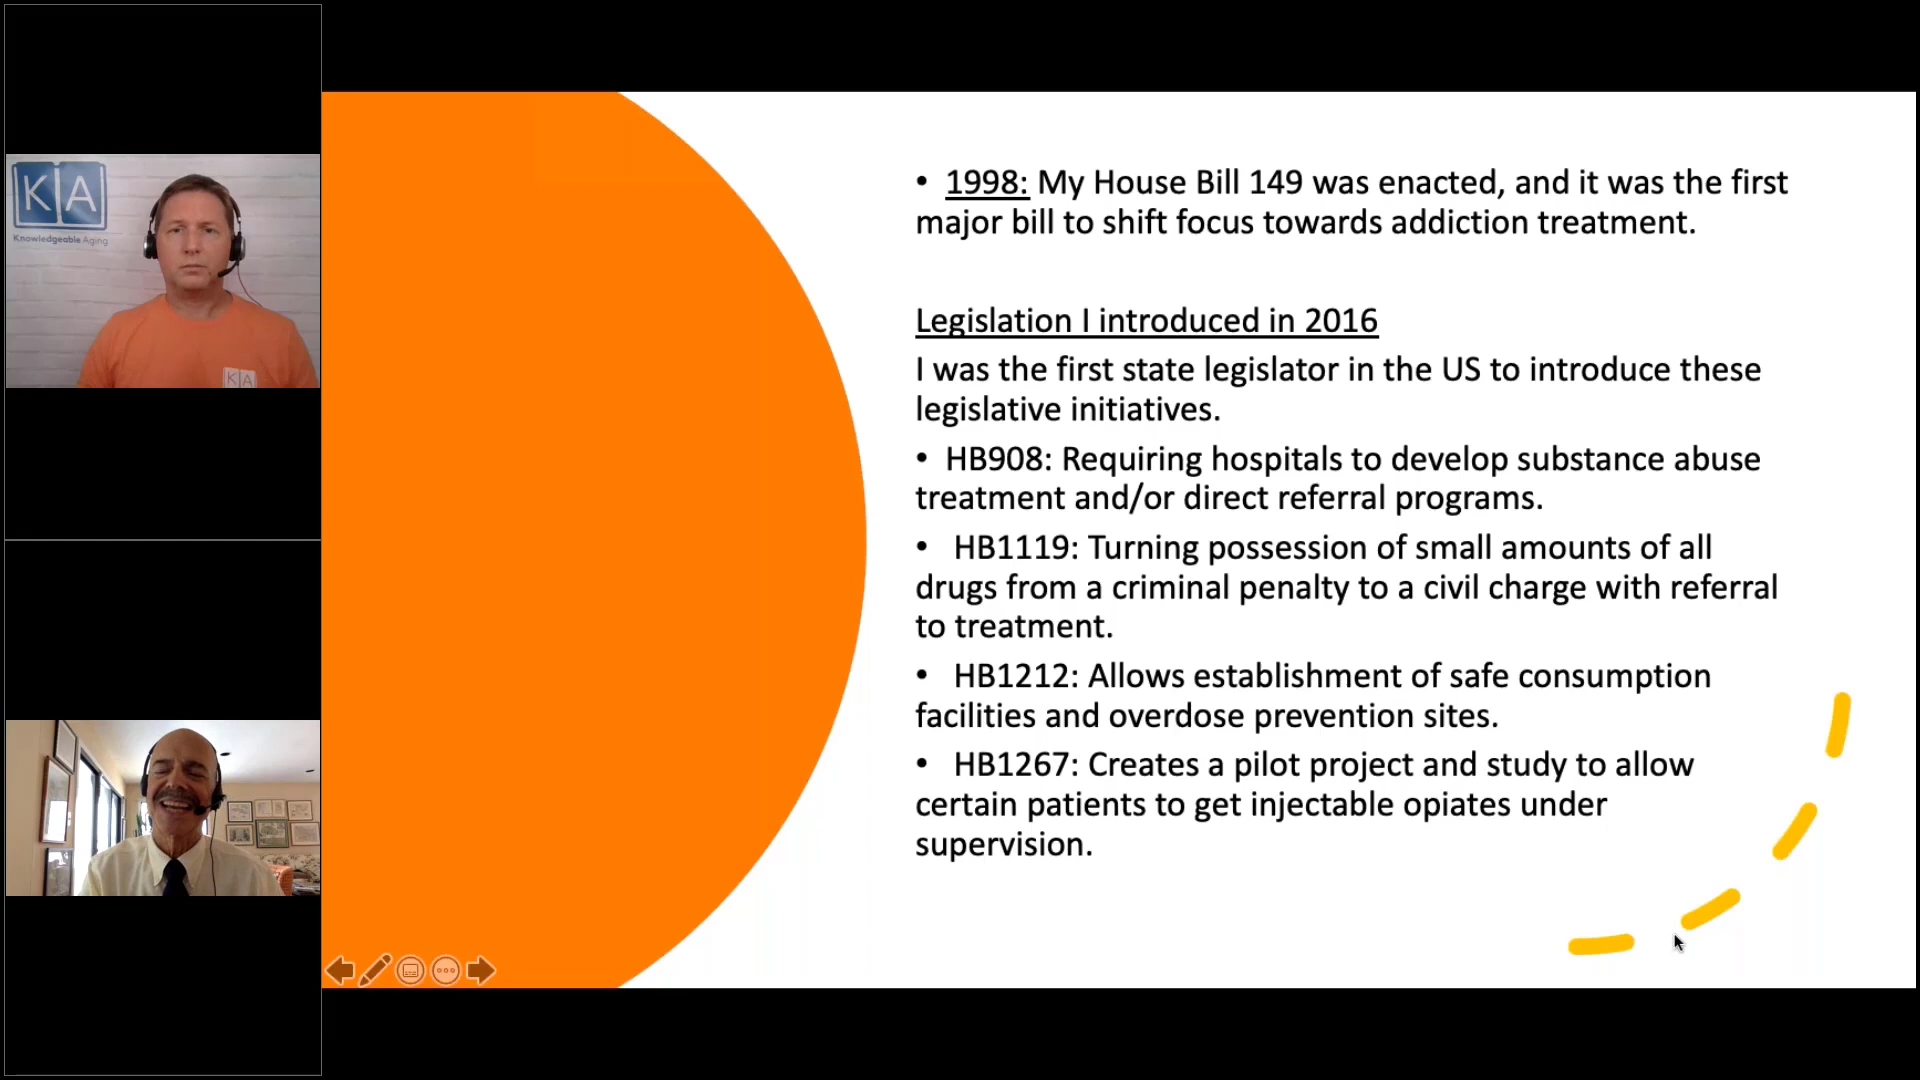 K A
Knowledgeable Aging
K A
• 1998: My House Bill 149 was enacted, and it was the first
major bill to shift focus towards addiction treatment.
Legislation I introduced in 2016
I was the first state legislator in the US to introduce these
legislative initiatives.
• HB908: Requiring hospitals to develop substance abuse
treatment and/or direct referral programs.
• HB1119: Turning possession of small amounts of all
drugs from a criminal penalty to a civil charge with referral
to treatment.
• HB1212: Allows establishment of safe consumption
facilities and overdose prevention sites.
• HB1267: Creates a pilot project and study to allow
certain patients to get injectable opiates under
supervision.